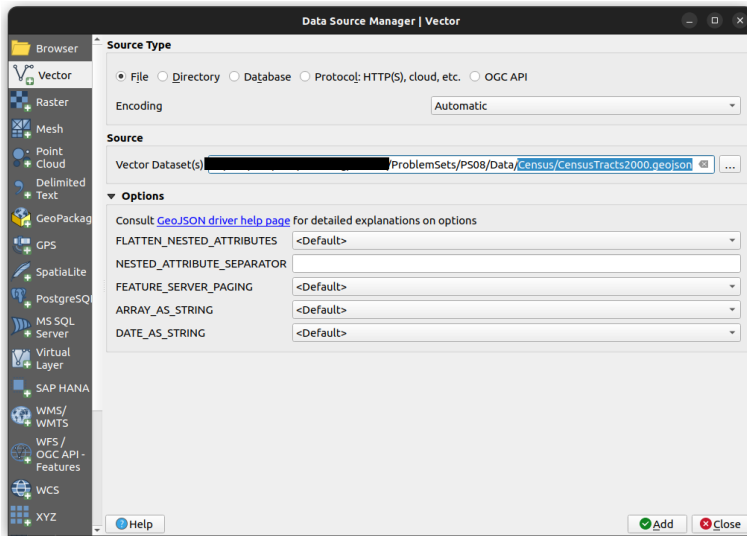 Data Source Manager | Vector
Browser
Vector
Raster
Mesh
Point
Cloud
Delimited
Text
GeoPackag
GPS
SpatiaLite
PostgreSQL
MS SQL
Server
Virtual
Layer
SAP HANA
WMS/
WMTS
WFS /
OGC API -
Features
WCS
XYZ
Source Type
File Directory Database Protocol: HTTP(S), cloud, etc. OGC API
Encoding Automatic
Source
Vector Dataset(s) /ProblemSets/PS08/Data/Census/CensusTracts2000.geojson ...
Options
Consult GeoJSON driver help page for detailed explanations on options
FLATTEN_NESTED_ATTRIBUTES <Default>
NESTED_ATTRIBUTE_SEPARATOR
FEATURE_SERVER_PAGING <Default>
ARRAY_AS_STRING <Default>
DATE_AS_STRING <Default>
Help Add Close